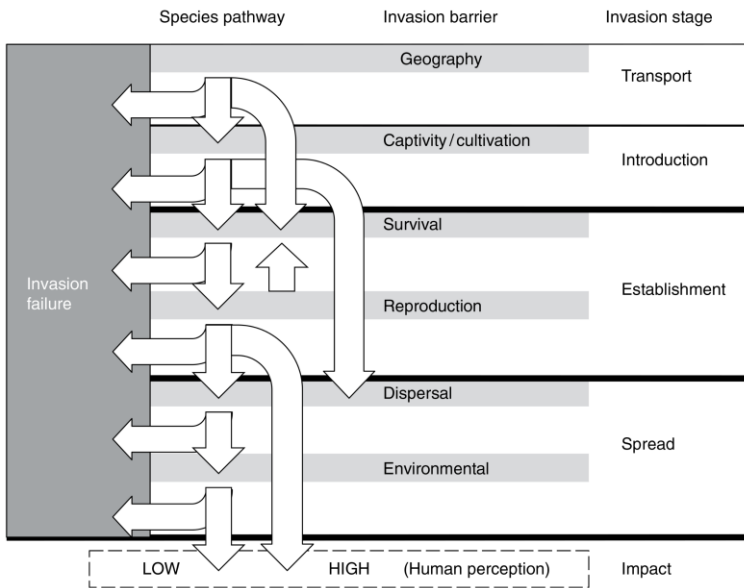 Species pathway Invasion barrier Invasion stage
Geography
Transport
Captivity / cultivation
Introduction
Survival
Invasion
failure
Establishment
Reproduction
Dispersal
Spread
Environmental
LOW HIGH (Human perception) Impact